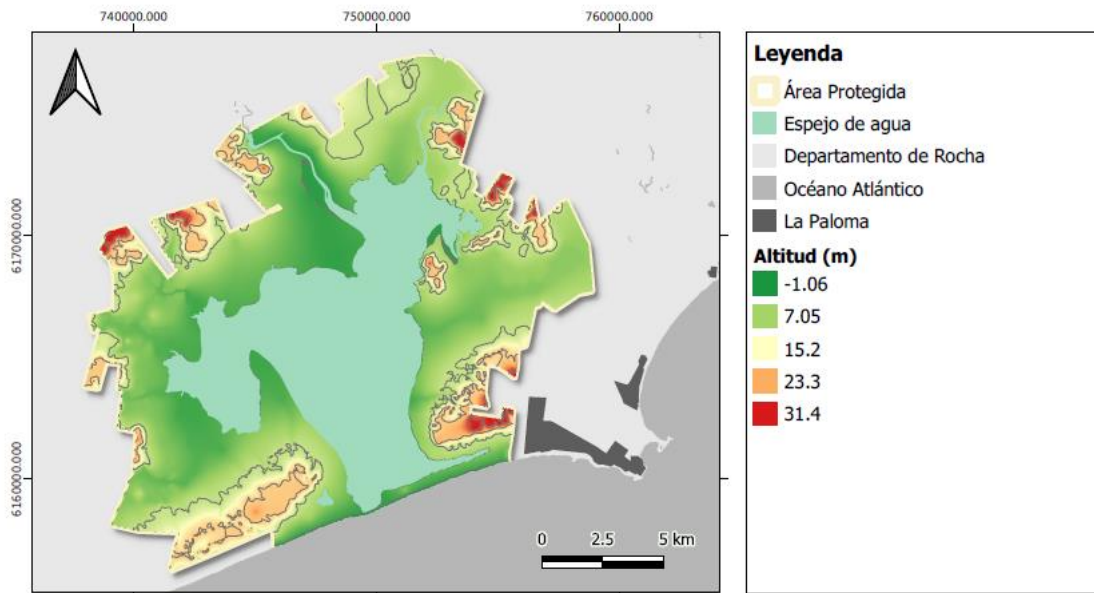 740000.000 750000.000 760000.000
6170000.000
6160000.000
0 2.5 5 km
Leyenda
Área Protegida
Espejo de agua
Departamento de Rocha
Océano Atlántico
La Paloma
Altitud (m)
-1.06
7.05
15.2
23.3
31.4